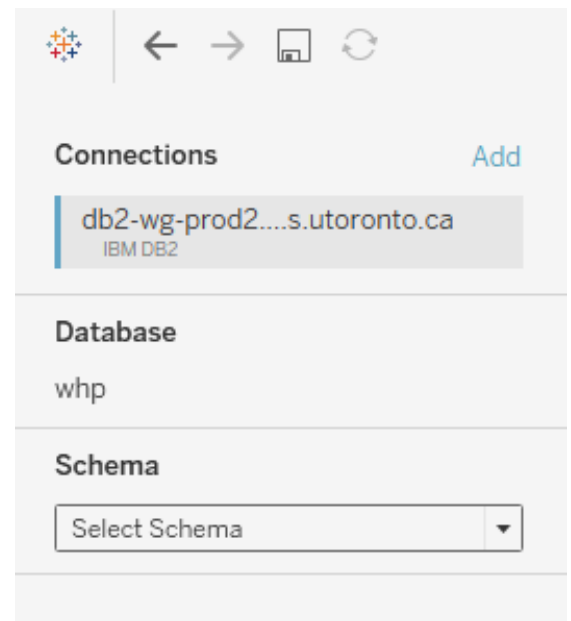 Connections Add
db2-wg-prod2....s.utoronto.ca
IBM DB2
Database
whp
Schema
Select Schema